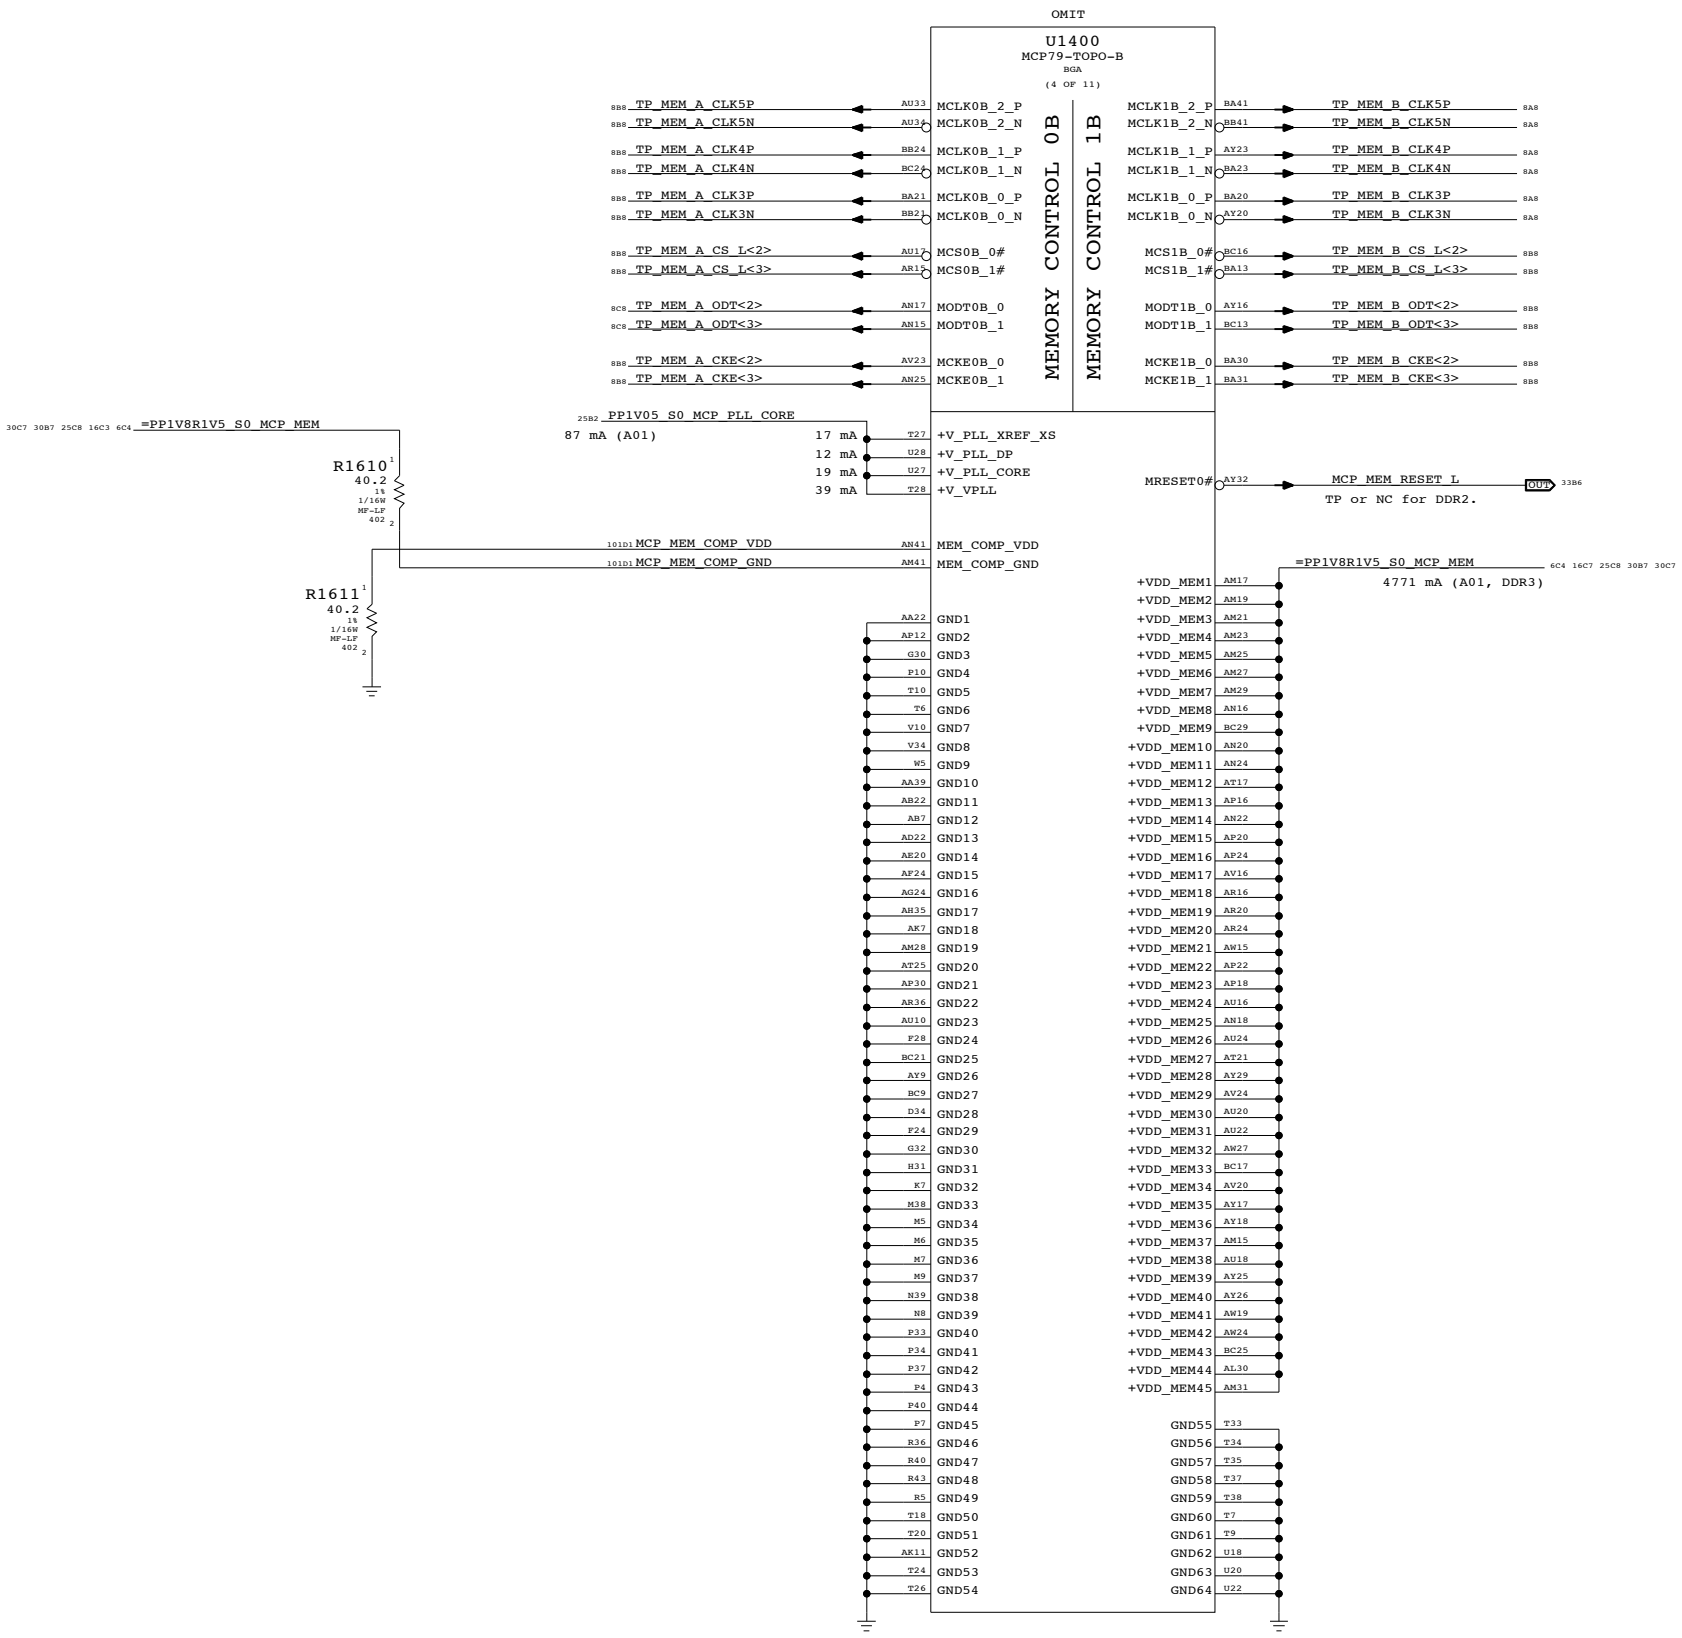 OMIT
U1400
MCP79-TOPO-B
BGA
(4 OF 11)
MEMORY CONTROL 0B
MEMORY CONTROL 1B
8B8 TP_MEM_A_CLK5P AU33 MCLK0B_2_P MCLK1B_2_P BA41 TP_MEM_B_CLK5P 8A8
8B8 TP_MEM_A_CLK5N AU34 MCLK0B_2_N MCLK1B_2_N BB41 TP_MEM_B_CLK5N 8A8
8B8 TP_MEM_A_CLK4P BB24 MCLK0B_1_P MCLK1B_1_P AY23 TP_MEM_B_CLK4P 8A8
8B8 TP_MEM_A_CLK4N BC24 MCLK0B_1_N MCLK1B_1_N BA23 TP_MEM_B_CLK4N 8A8
8B8 TP_MEM_A_CLK3P BA21 MCLK0B_0_P MCLK1B_0_P BA20 TP_MEM_B_CLK3P 8A8
8B8 TP_MEM_A_CLK3N BB21 MCLK0B_0_N MCLK1B_0_N AY20 TP_MEM_B_CLK3N 8A8
8B8 TP_MEM_A_CS_L<2> AU17 MCS0B_0# MCS1B_0# BC16 TP_MEM_B_CS_L<2> 8B8
8B8 TP_MEM_A_CS_L<3> AR15 MCS0B_1# MCS1B_1# BA13 TP_MEM_B_CS_L<3> 8B8
8C8 TP_MEM_A_ODT<2> AN17 MODT0B_0 MODT1B_0 AY16 TP_MEM_B_ODT<2> 8B8
8C8 TP_MEM_A_ODT<3> AN15 MODT0B_1 MODT1B_1 BC13 TP_MEM_B_ODT<3> 8B8
8B8 TP_MEM_A_CKE<2> AV23 MCKE0B_0 MCKE1B_0 BA30 TP_MEM_B_CKE<2> 8B8
8B8 TP_MEM_A_CKE<3> AN25 MCKE0B_1 MCKE1B_1 BA31 TP_MEM_B_CKE<3> 8B8
25B2 PP1V05_S0_MCP_PLL_CORE
30C7 30B7 25C8 16C3 6C4 =PP1V8R1V5_S0_MCP_MEM
87 mA (A01) 17 mA T27 +V_PLL_XREF_XS
12 mA U28 +V_PLL_DP
19 mA U27 +V_PLL_CORE
39 mA T28 +V_VPLL
MRESET0# AY32 MCP_MEM_RESET_L OUT 33B6
TP or NC for DDR2.
R1610 1
40.2
1%
1/16W
MF-LF
402 2
101D1 MCP_MEM_COMP_VDD AN41 MEM_COMP_VDD
101D1 MCP_MEM_COMP_GND AM41 MEM_COMP_GND
R1611 1
40.2
1%
1/16W
MF-LF
402 2
=PP1V8R1V5_S0_MCP_MEM 6C4 16C7 25C8 30B7 30C7
4771 mA (A01, DDR3)
+VDD_MEM1 AM17
+VDD_MEM2 AM19
AA22 GND1 +VDD_MEM3 AM21
AP12 GND2 +VDD_MEM4 AM23
G30 GND3 +VDD_MEM5 AM25
P10 GND4 +VDD_MEM6 AM27
T10 GND5 +VDD_MEM7 AM29
T6 GND6 +VDD_MEM8 AN16
V10 GND7 +VDD_MEM9 BC29
V34 GND8 +VDD_MEM10 AN20
W5 GND9 +VDD_MEM11 AN24
AA39 GND10 +VDD_MEM12 AT17
AB22 GND11 +VDD_MEM13 AP16
AB7 GND12 +VDD_MEM14 AN22
AD22 GND13 +VDD_MEM15 AP20
AE20 GND14 +VDD_MEM16 AP24
AF24 GND15 +VDD_MEM17 AV16
AG24 GND16 +VDD_MEM18 AR16
AH35 GND17 +VDD_MEM19 AR20
AK7 GND18 +VDD_MEM20 AR24
AM28 GND19 +VDD_MEM21 AW15
AT25 GND20 +VDD_MEM22 AP22
AP30 GND21 +VDD_MEM23 AP18
AR36 GND22 +VDD_MEM24 AU16
AU10 GND23 +VDD_MEM25 AN18
F28 GND24 +VDD_MEM26 AU24
BC21 GND25 +VDD_MEM27 AT21
AY9 GND26 +VDD_MEM28 AY29
BC9 GND27 +VDD_MEM29 AV24
D34 GND28 +VDD_MEM30 AU20
F24 GND29 +VDD_MEM31 AU22
G32 GND30 +VDD_MEM32 AW27
H31 GND31 +VDD_MEM33 BC17
K7 GND32 +VDD_MEM34 AV20
M38 GND33 +VDD_MEM35 AY17
M5 GND34 +VDD_MEM36 AY18
M6 GND35 +VDD_MEM37 AM15
M7 GND36 +VDD_MEM38 AU18
M9 GND37 +VDD_MEM39 AY25
N39 GND38 +VDD_MEM40 AY26
N8 GND39 +VDD_MEM41 AW19
P33 GND40 +VDD_MEM42 AW24
P34 GND41 +VDD_MEM43 BC25
P37 GND42 +VDD_MEM44 AL30
P4 GND43 +VDD_MEM45 AM31
P40 GND44
P7 GND45 GND55 T33
R36 GND46 GND56 T34
R40 GND47 GND57 T35
R43 GND48 GND58 T37
R5 GND49 GND59 T38
T18 GND50 GND60 T7
T20 GND51 GND61 T9
AK11 GND52 GND62 U18
T24 GND53 GND63 U20
T26 GND54 GND64 U22